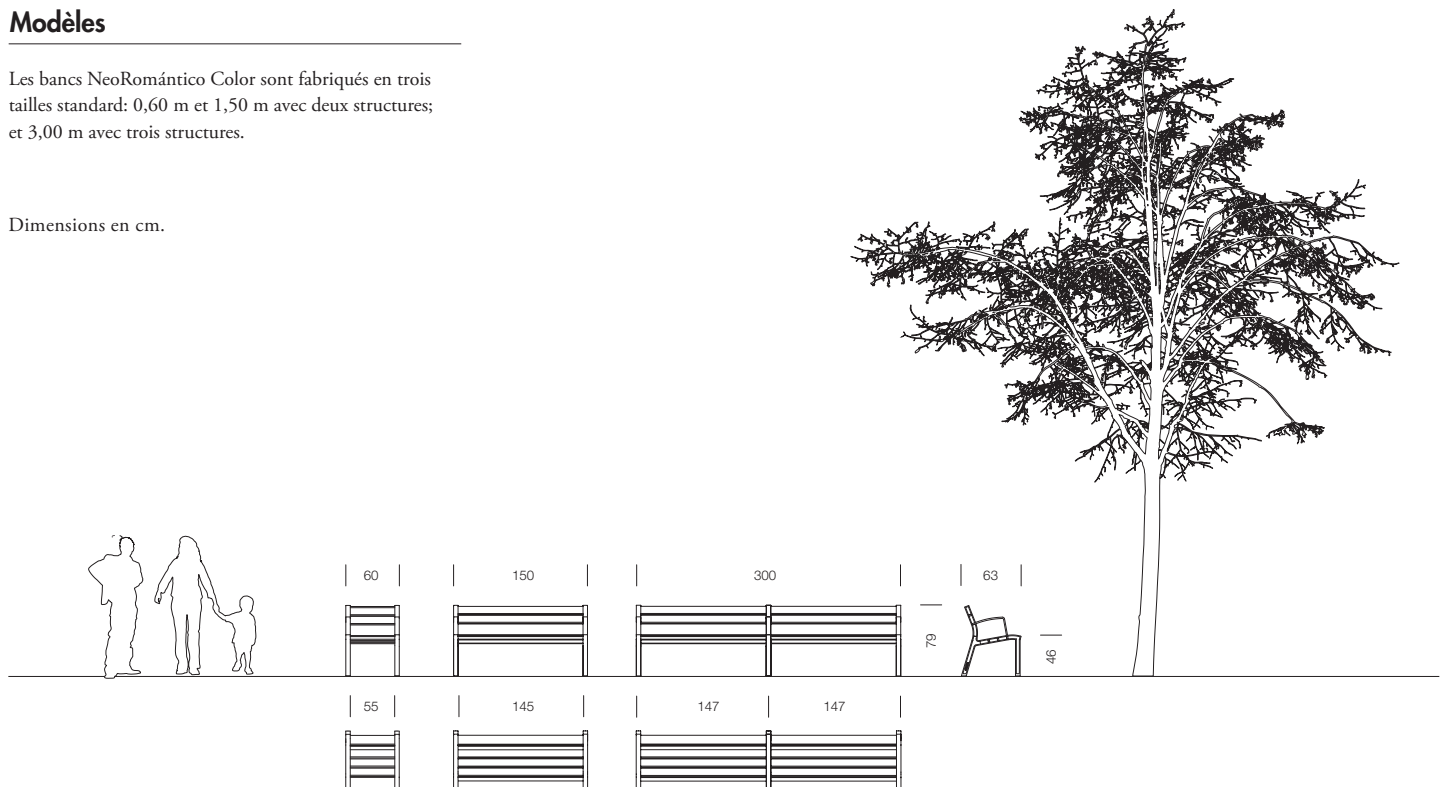 Modèles
Les bancs NeoRomántico Color sont fabriqués en trois
tailles standard: 0,60 m et 1,50 m avec deux structures;
et 3,00 m avec trois structures.
Dimensions en cm.
60 150 300 63
79
46
55 145 147 147